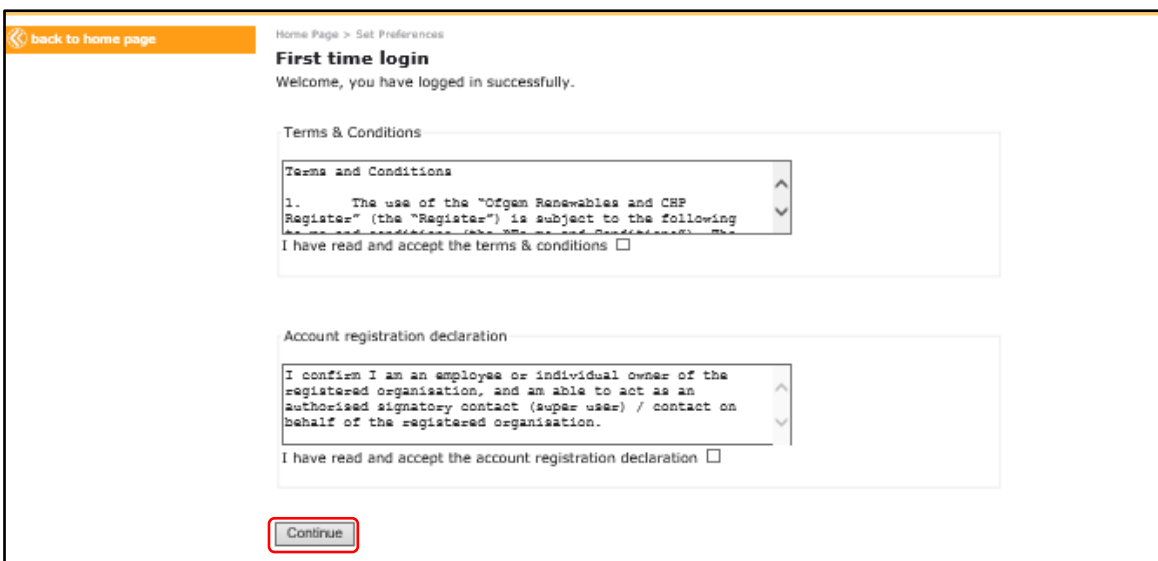 back to home page
Home Page > Set Preferences
First time login
Welcome, you have logged in successfully.
Terms & Conditions
Terms and Conditions
1. The use of the "Ofgem Renewables and CHP
Register" (the "Register") is subject to the following
and conditions (the
I have read and accept the terms & conditions
Account registration declaration
I confirm I am an employee or individual owner of the
registered organisation, and am able to act as an
authorised signatory contact (super user) / contact on
behalf of the registered organisation.
I have read and accept the account registration declaration
Continue